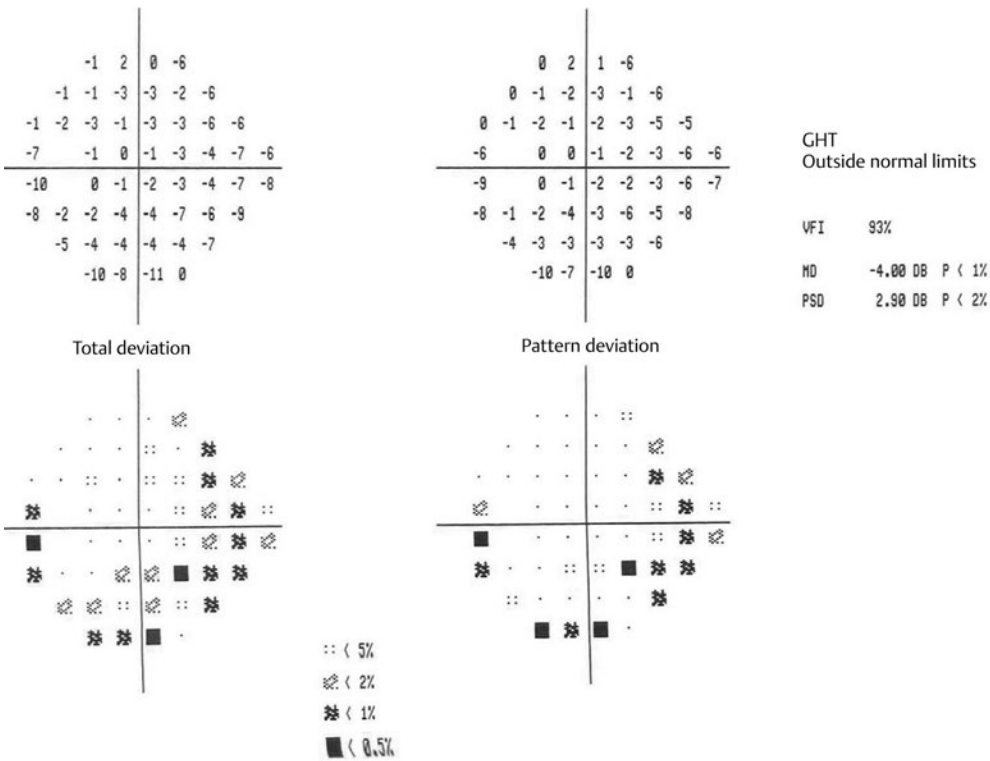 -1 2 0 -6
-1 -1 -3 -3 -2 -6
-1 -2 -3 -1 -3 -3 -6 -6
-7 -1 0 -1 -3 -4 -7 -6
-10 0 -1 -2 -3 -4 -7 -8
-8 -2 -2 -4 -4 -7 -6 -9
-5 -4 -4 -4 -4 -7
-10 -8 -11 0
Total deviation
0 2 1 -6
0 -1 -2 -3 -1 -6
0 -1 -2 -1 -2 -3 -5 -5
-6 0 0 -1 -2 -3 -6 -6
-9 0 -1 -2 -2 -3 -6 -7
-8 -1 -2 -4 -3 -6 -5 -8
-4 -3 -3 -3 -3 -6
-10 -7 -10 0
Pattern deviation
GHT
Outside normal limits
VFI 93%
MD -4.00 DB P < 1%
PSD 2.90 DB P < 2%
:: < 5%
< 2%
< 1%
< 0.5%